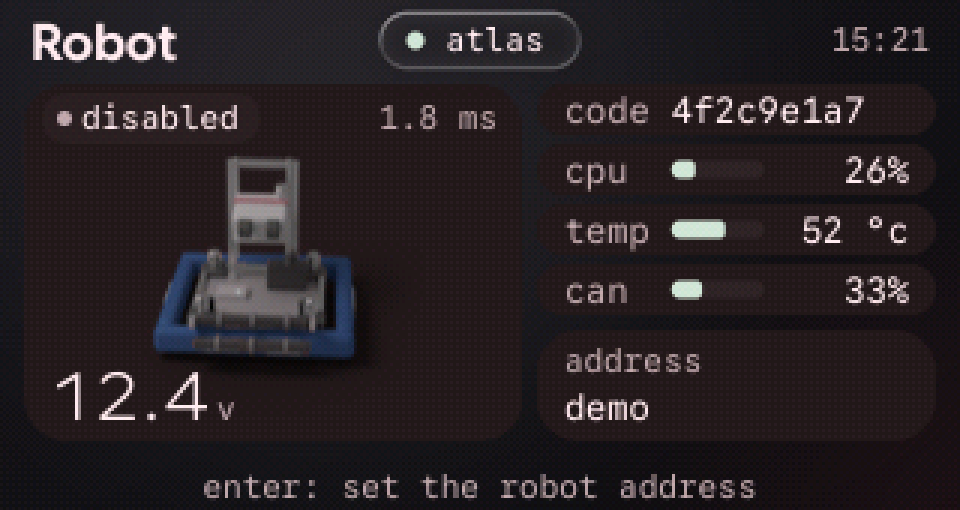 Robot
atlas
15:21
disabled
1.8 ms
12.4 v
code 4f2c9e1a7
cpu 26%
temp 52 °c
can 33%
address
demo
enter: set the robot address